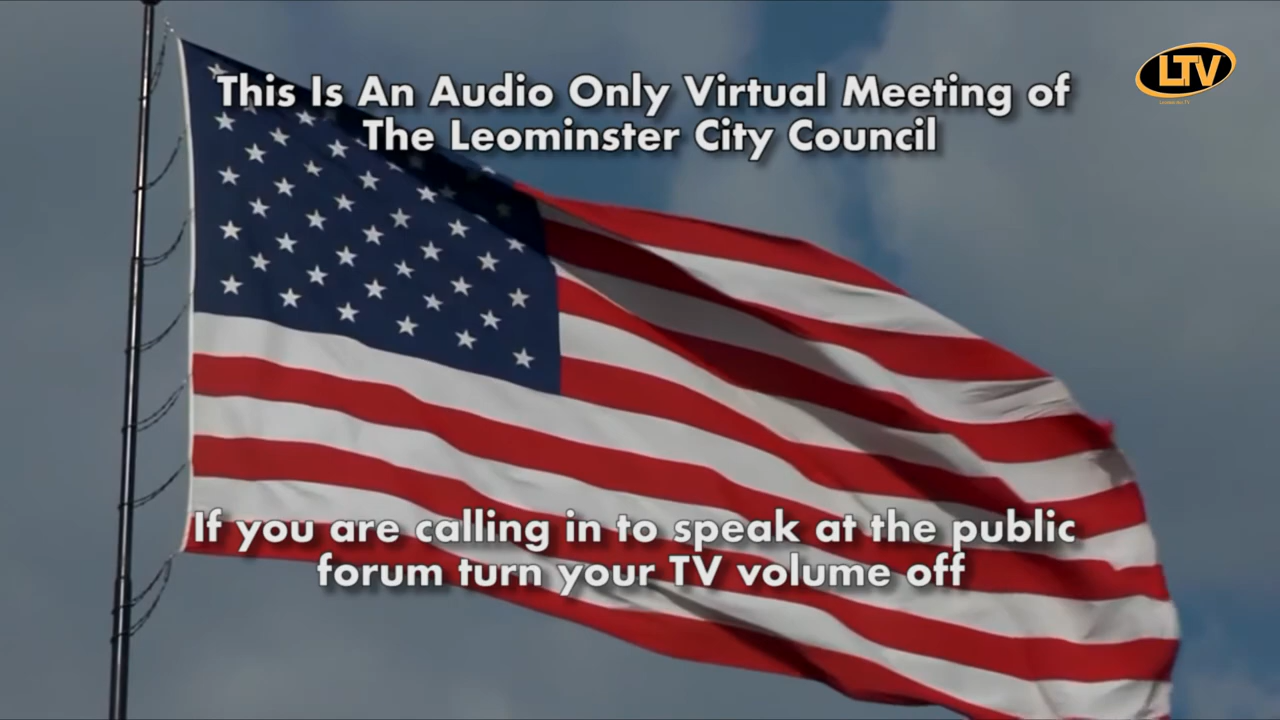 This Is An Audio Only Virtual Meeting of
The Leominster City Council
LTV
If you are calling in to speak at the public
forum turn your TV volume off